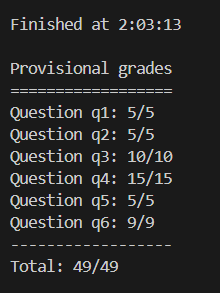 Finished at 2:03:13
Provisional grades
==================
Question q1: 5/5
Question q2: 5/5
Question q3: 10/10
Question q4: 15/15
Question q5: 5/5
Question q6: 9/9
------------------
Total: 49/49